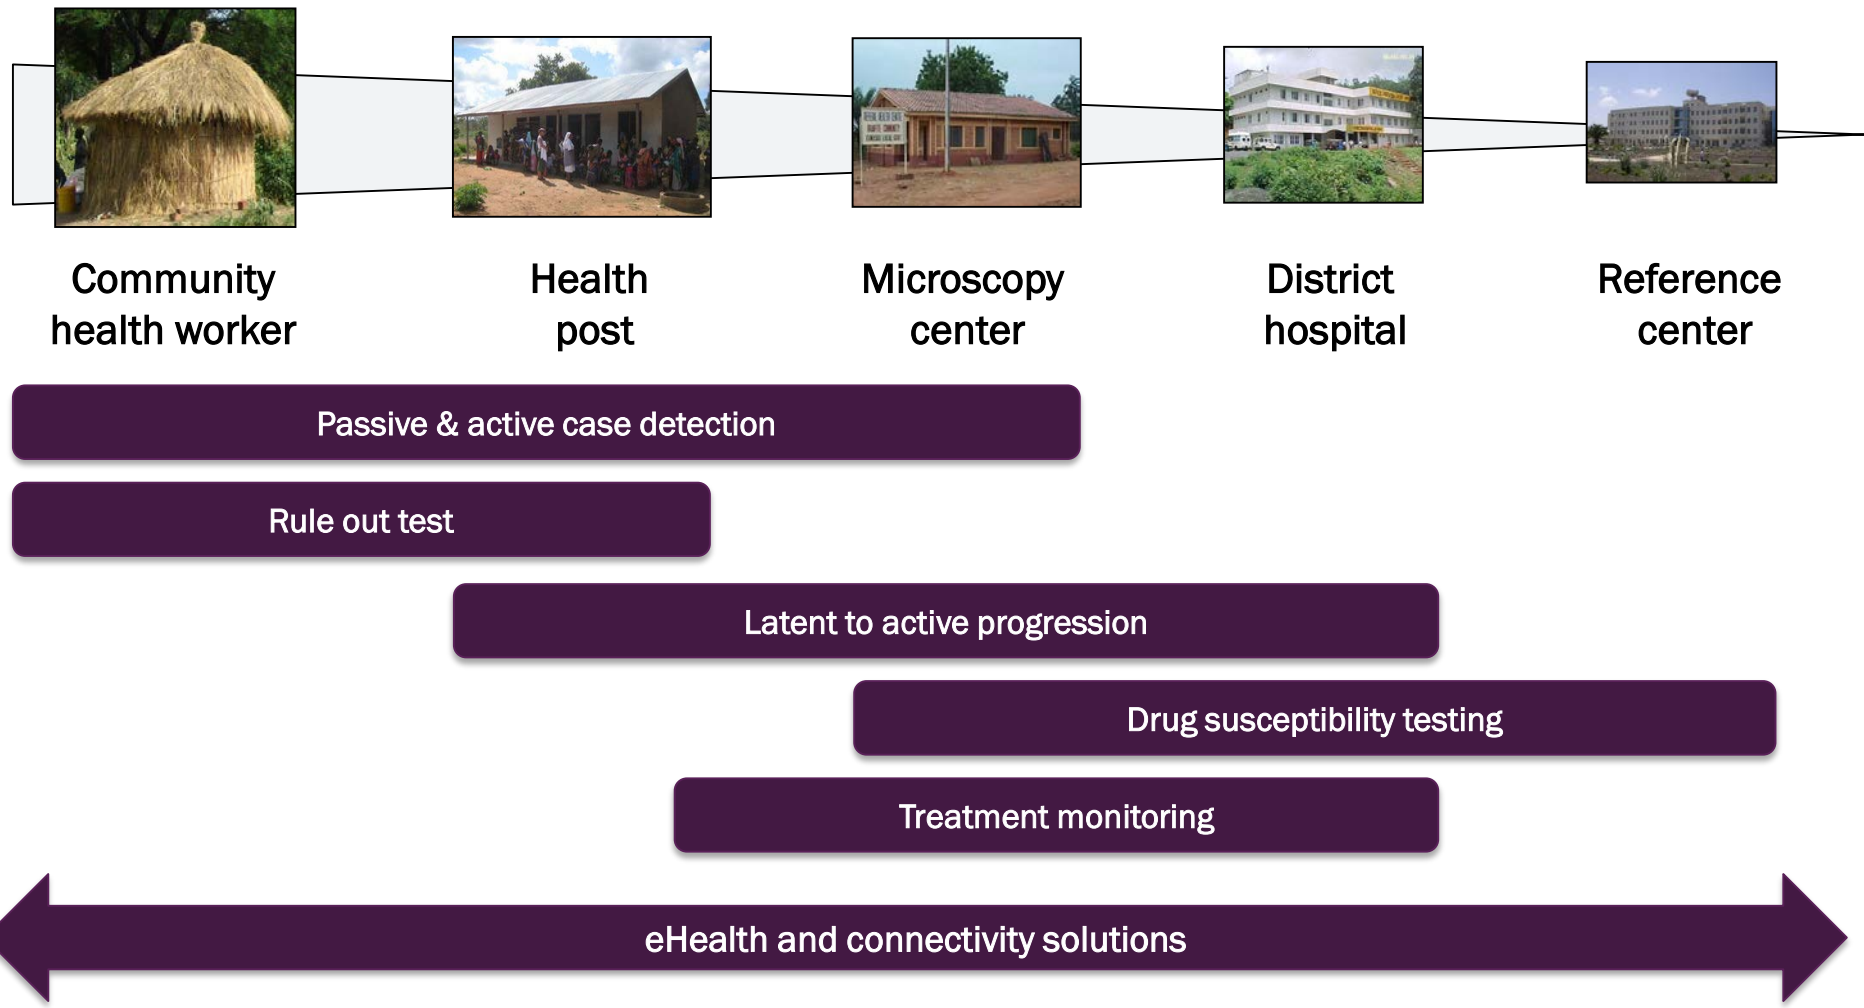 Community
health worker
Health
post
Microscopy
center
District
hospital
Reference
center
Passive & active case detection
Rule out test
Latent to active progression
Drug susceptibility testing
Treatment monitoring
eHealth and connectivity solutions